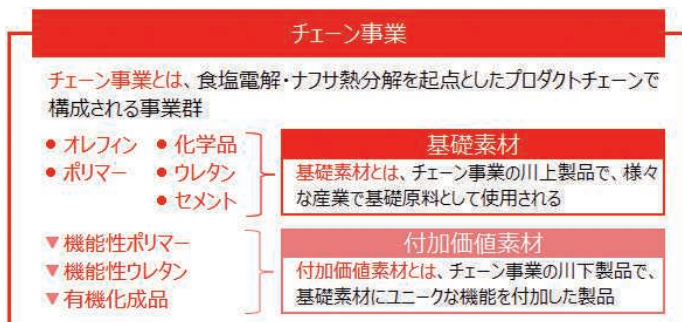 チェーン事業
チェーン事業とは、食塩電解・ナフサ熱分解を起点としたプロダクトチェーンで
構成される事業群
● オレフィン ● 化学品
● ポリマー ● ウレタン
● セメント
基礎素材
基礎素材とは、チェーン事業の川上製品で、様々
な産業で基礎原料として使用される
▼機能性ポリマー
▼機能性ウレタン
▼有機化成品
付加価値素材
付加価値素材とは、チェーン事業の川下製品で、
基礎素材にユニークな機能を付加した製品